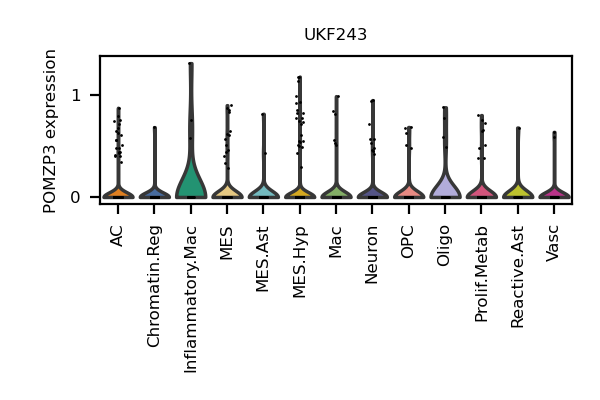 UKF243
POMZP3 expression
1
0
AC
Chromatin.Reg
Inflammatory.Mac
MES
MES.Ast
MES.Hyp
Mac
Neuron
OPC
Oligo
Prolif.Metab
Reactive.Ast
Vasc